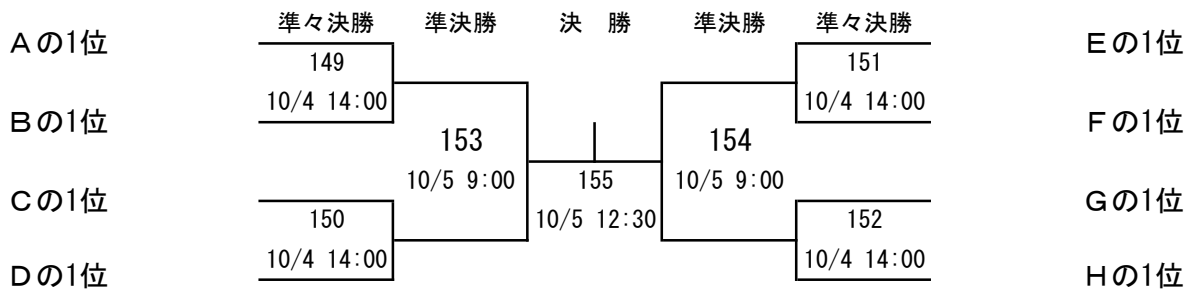 準々決勝 準決勝 決　勝 準決勝 準々決勝
Ａの1位 Ｅの1位
149 151
10/4 14:00 10/4 14:00
Ｂの1位 Ｆの1位
153 154
10/5 9:00 155 10/5 9:00
Ｃの1位 Ｇの1位
150 10/5 12:30 152
10/4 14:00 10/4 14:00
Ｄの1位 Ｈの1位